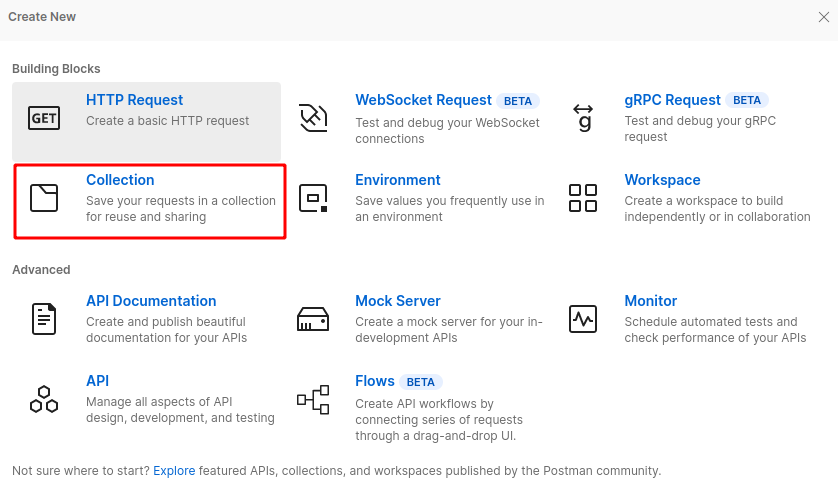 Create New
Building Blocks
GET
HTTP Request
Create a basic HTTP request
WebSocket Request BETA
Test and debug your WebSocket
connections
g
gRPC Request BETA
Test and debug your gRPC
request
Collection
Save your requests in a collection
for reuse and sharing
Environment
Save values you frequently use in
an environment
Workspace
Create a workspace to build
independently or in collaboration
Advanced
API Documentation
Create and publish beautiful
documentation for your APIs
Mock Server
Create a mock server for your in-
development APIs
Monitor
Schedule automated tests and
check performance of your APIs
API
Manage all aspects of API
design, development, and testing
Flows BETA
Create API workflows by
connecting series of requests
through a drag-and-drop UI.
Not sure where to start? Explore featured APIs, collections, and workspaces published by the Postman community.